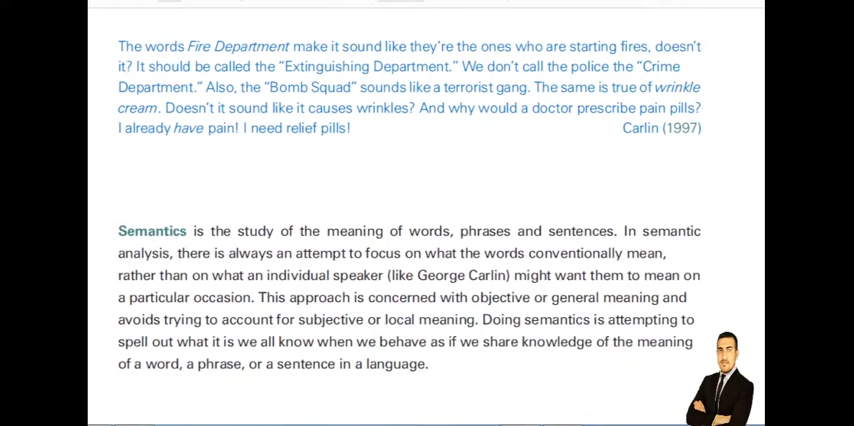 The words Fire Department make it sound like they're the ones who are starting fires, doesn't
it? It should be called the "Extinguishing Department." We don't call the police the "Crime
Department." Also, the "Bomb Squad" sounds like a terrorist gang. The same is true of wrinkle
cream. Doesn't it sound like it causes wrinkles? And why would a doctor prescribe pain pills?
I already have pain! I need relief pills! Carlin (1997)
Semantics is the study of the meaning of words, phrases and sentences. In semantic
analysis, there is always an attempt to focus on what the words conventionally mean,
rather than on what an individual speaker (like George Carlin) might want them to mean on
a particular occasion. This approach is concerned with objective or general meaning and
avoids trying to account for subjective or local meaning. Doing semantics is attempting to
spell out what it is we all know when we behave as if we share knowledge of the meaning
of a word, a phrase, or a sentence in a language.